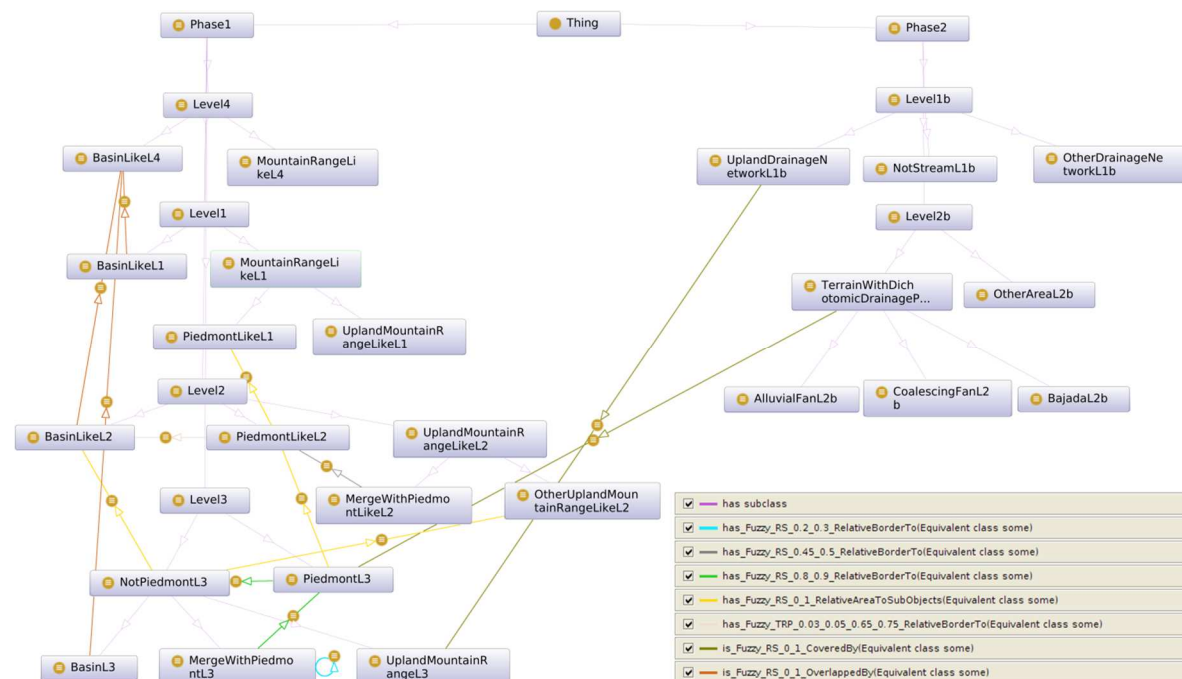 Phase1
Thing
Phase2
Level4
Level1b
BasinLikeL4
MountainRangeLi
keL4
UplandDrainageN
etworkL1b
NotStreamL1b
OtherDrainageNe
tworkL1b
Level1
Level2b
BasinLikeL1
MountainRangeLi
keL1
TerrainWithDich
otomicDrainageP...
OtherAreaL2b
PiedmontLikeL1
UplandMountainR
angeLikeL1
Level2
AlluvialFanL2b
CoalescingFanL2
b
BajadaL2b
BasinLikeL2
PiedmontLikeL2
UplandMountainR
angeLikeL2
Level3
MergeWithPiedmo
ntLikeL2
OtherUplandMoun
tainRangeLikeL2
NotPiedmontL3
PiedmontL3
BasinL3
MergeWithPiedmo
ntL3
UplandMountainR
angeL3
has subclass
has_Fuzzy_RS_0.2_0.3_RelativeBorderTo(Equivalent class some)
has_Fuzzy_RS_0.45_0.5_RelativeBorderTo(Equivalent class some)
has_Fuzzy_RS_0.8_0.9_RelativeBorderTo(Equivalent class some)
has_Fuzzy_RS_0_1_RelativeAreaToSubObjects(Equivalent class some)
has_Fuzzy_TRP_0.03_0.05_0.65_0.75_RelativeBorderTo(Equivalent class some)
is_Fuzzy_RS_0_1_CoveredBy(Equivalent class some)
is_Fuzzy_RS_0_1_OverlappedBy(Equivalent class some)